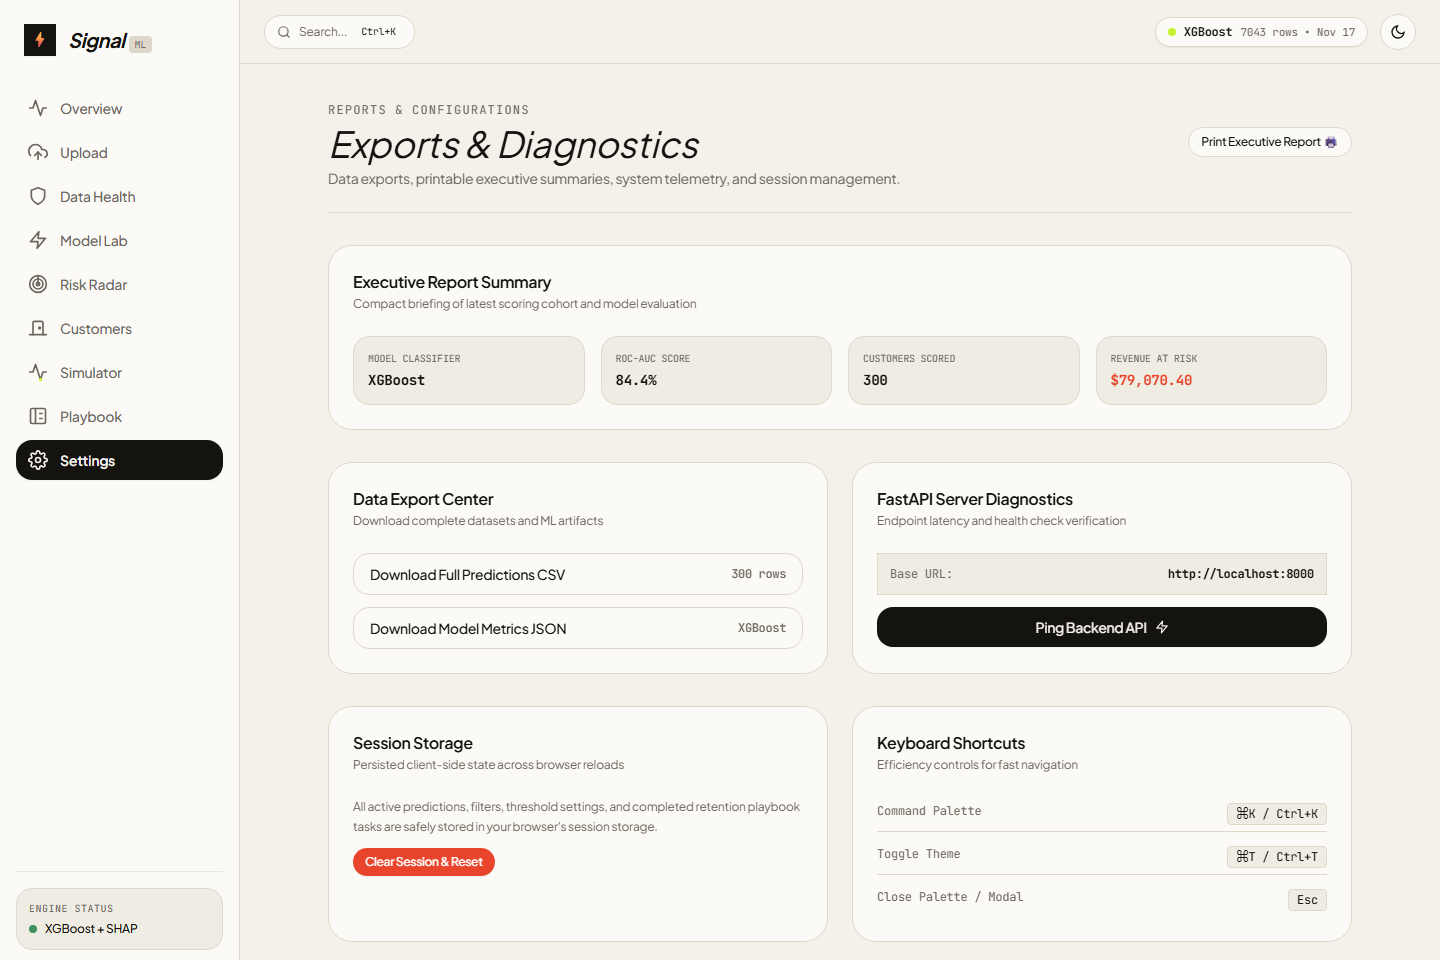 Signal ML
Search... Ctrl+K
XGBoost 7043 rows • Nov 17
Overview
Upload
Data Health
Model Lab
Risk Radar
Customers
Simulator
Playbook
Settings
ENGINE STATUS
XGBoost + SHAP
REPORTS & CONFIGURATIONS
Exports & Diagnostics
Data exports, printable executive summaries, system telemetry, and session management.
Print Executive Report
Executive Report Summary
Compact briefing of latest scoring cohort and model evaluation
MODEL CLASSIFIER
XGBoost
ROC-AUC SCORE
84.4%
CUSTOMERS SCORED
300
REVENUE AT RISK
$79,070.40
Data Export Center
Download complete datasets and ML artifacts
Download Full Predictions CSV 300 rows
Download Model Metrics JSON XGBoost
FastAPI Server Diagnostics
Endpoint latency and health check verification
Base URL: http://localhost:8000
Ping Backend API
Session Storage
Persisted client-side state across browser reloads
All active predictions, filters, threshold settings, and completed retention playbook
tasks are safely stored in your browser's session storage.
Clear Session & Reset
Keyboard Shortcuts
Efficiency controls for fast navigation
Command Palette ⌘K / Ctrl+K
Toggle Theme ⌘T / Ctrl+T
Close Palette / Modal Esc